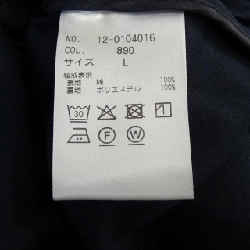 NO. 12-0104016
COL. 890
サイズ L
組成表示
表地 綿 100%
裏地 ポリエステル 100%
30
F W